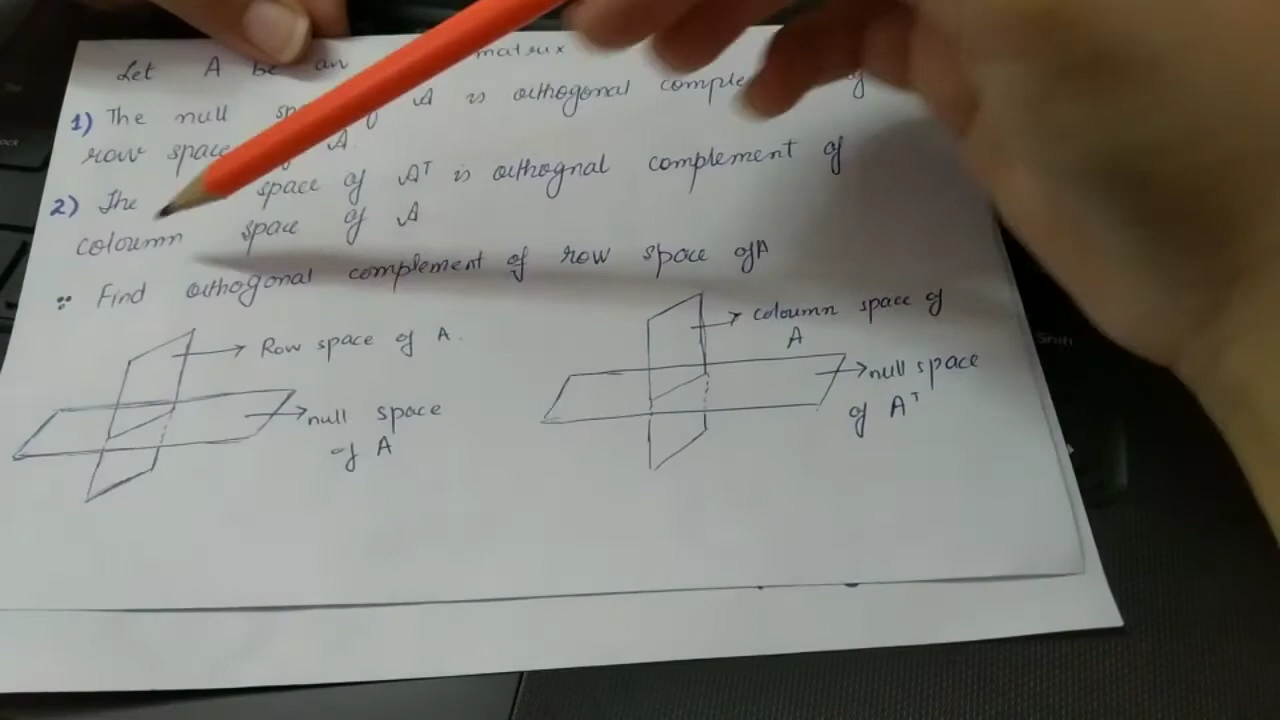 Let A be an matrix
1) The null A is orthogonal of
row space A.
2) The space of Aᵀ is orthognal complement of
coloumn space of A
Find orthogonal complement of row space of A
Row space of A.
null space
of A
coloumn space of
A
null space
of Aᵀ